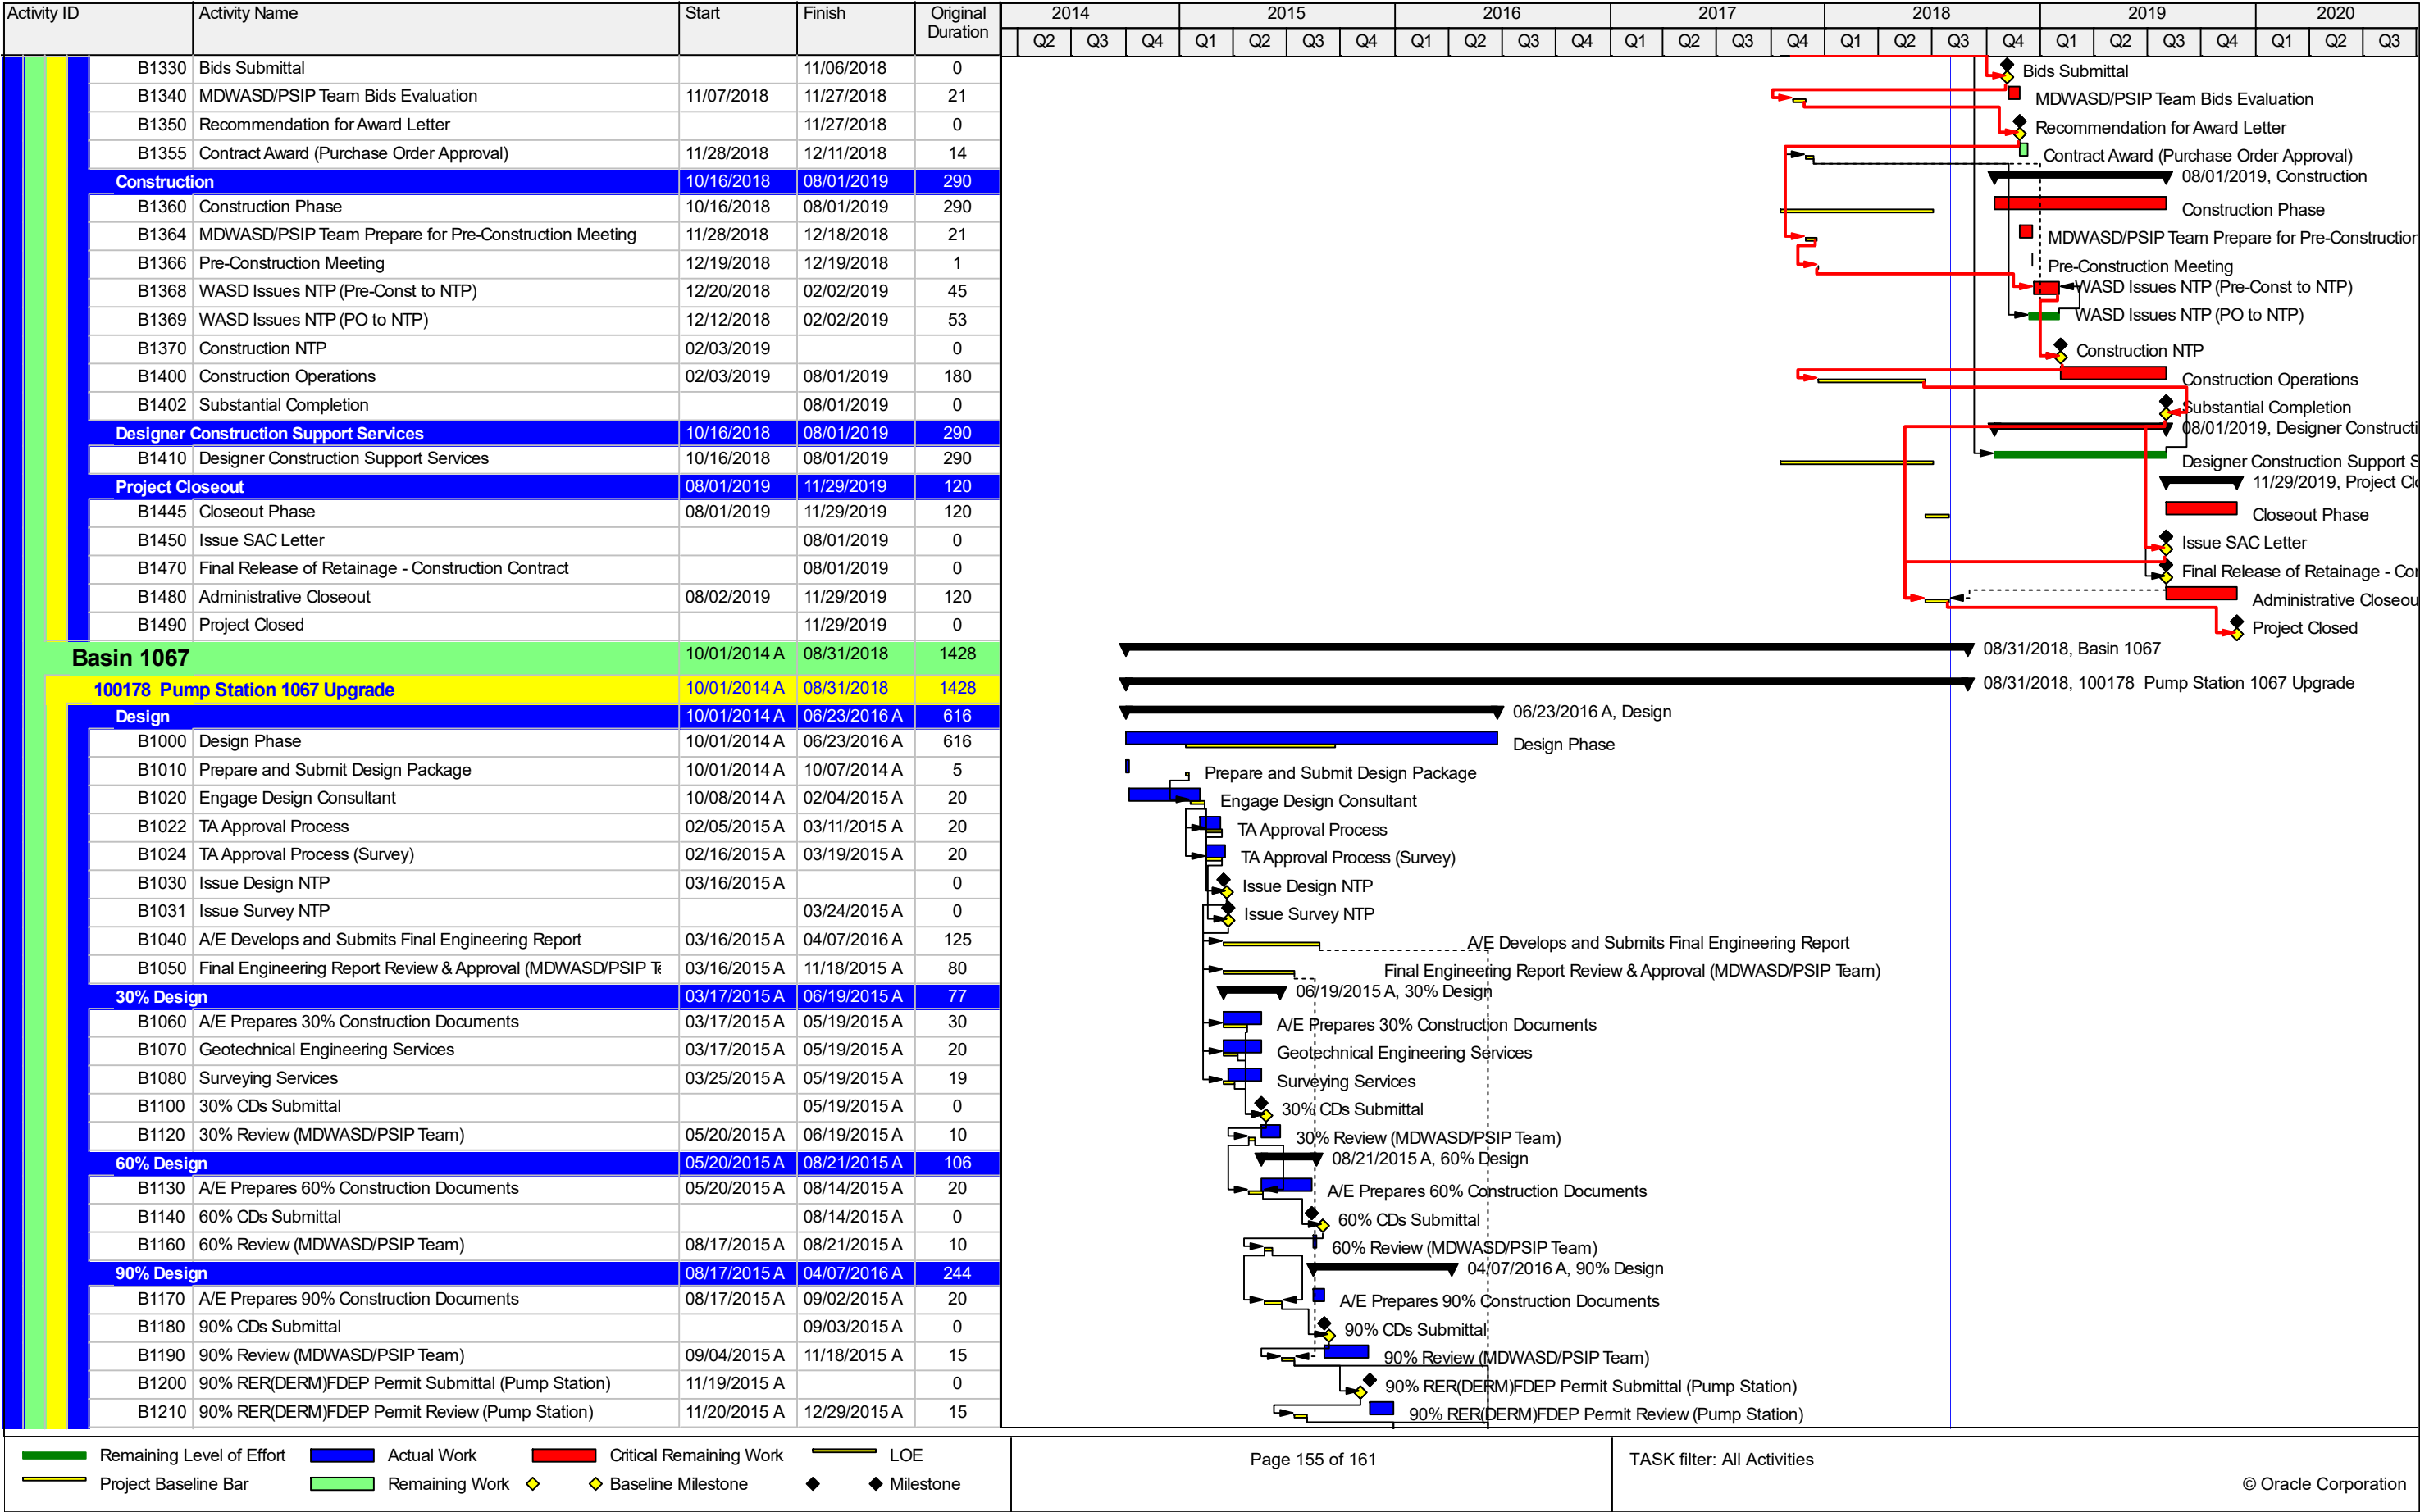 Activity ID Activity Name Start Finish Original Duration 2014 2015 2016 2017 2018 2019 2020
Q2 Q3 Q4 Q1 Q2 Q3 Q4 Q1 Q2 Q3 Q4 Q1 Q2 Q3 Q4 Q1 Q2 Q3 Q4 Q1 Q2 Q3 Q4 Q1 Q2 Q3
B1330 Bids Submittal 11/06/2018 0 Bids Submittal
B1340 MDWASD/PSIP Team Bids Evaluation 11/07/2018 11/27/2018 21 MDWASD/PSIP Team Bids Evaluation
B1350 Recommendation for Award Letter 11/27/2018 0 Recommendation for Award Letter
B1355 Contract Award (Purchase Order Approval) 11/28/2018 12/11/2018 14 Contract Award (Purchase Order Approval)
Construction 10/16/2018 08/01/2019 290 08/01/2019, Construction
B1360 Construction Phase 10/16/2018 08/01/2019 290 Construction Phase
B1364 MDWASD/PSIP Team Prepare for Pre-Construction Meeting 11/28/2018 12/18/2018 21 MDWASD/PSIP Team Prepare for Pre-Construction
B1366 Pre-Construction Meeting 12/19/2018 12/19/2018 1 Pre-Construction Meeting
B1368 WASD Issues NTP (Pre-Const to NTP) 12/20/2018 02/02/2019 45 WASD Issues NTP (Pre-Const to NTP)
B1369 WASD Issues NTP (PO to NTP) 12/12/2018 02/02/2019 53 WASD Issues NTP (PO to NTP)
B1370 Construction NTP 02/03/2019 0 Construction NTP
B1400 Construction Operations 02/03/2019 08/01/2019 180 Construction Operations
B1402 Substantial Completion 08/01/2019 0 Substantial Completion
Designer Construction Support Services 10/16/2018 08/01/2019 290 08/01/2019, Designer Constructi
B1410 Designer Construction Support Services 10/16/2018 08/01/2019 290 Designer Construction Support S
Project Closeout 08/01/2019 11/29/2019 120 11/29/2019, Project Clo
B1445 Closeout Phase 08/01/2019 11/29/2019 120 Closeout Phase
B1450 Issue SAC Letter 08/01/2019 0 Issue SAC Letter
B1470 Final Release of Retainage - Construction Contract 08/01/2019 0 Final Release of Retainage - Con
B1480 Administrative Closeout 08/02/2019 11/29/2019 120 Administrative Closeou
B1490 Project Closed 11/29/2019 0 Project Closed
Basin 1067 10/01/2014 A 08/31/2018 1428 08/31/2018, Basin 1067
100178 Pump Station 1067 Upgrade 10/01/2014 A 08/31/2018 1428 08/31/2018, 100178 Pump Station 1067 Upgrade
Design 10/01/2014 A 06/23/2016 A 616 06/23/2016 A, Design
B1000 Design Phase 10/01/2014 A 06/23/2016 A 616 Design Phase
B1010 Prepare and Submit Design Package 10/01/2014 A 10/07/2014 A 5 Prepare and Submit Design Package
B1020 Engage Design Consultant 10/08/2014 A 02/04/2015 A 20 Engage Design Consultant
B1022 TA Approval Process 02/05/2015 A 03/11/2015 A 20 TA Approval Process
B1024 TA Approval Process (Survey) 02/16/2015 A 03/19/2015 A 20 TA Approval Process (Survey)
B1030 Issue Design NTP 03/16/2015 A 0 Issue Design NTP
B1031 Issue Survey NTP 03/24/2015 A 0 Issue Survey NTP
B1040 A/E Develops and Submits Final Engineering Report 03/16/2015 A 04/07/2016 A 125 A/E Develops and Submits Final Engineering Report
B1050 Final Engineering Report Review & Approval (MDWASD/PSIP Te 03/16/2015 A 11/18/2015 A 80 Final Engineering Report Review & Approval (MDWASD/PSIP Team)
30% Design 03/17/2015 A 06/19/2015 A 77 06/19/2015 A, 30% Design
B1060 A/E Prepares 30% Construction Documents 03/17/2015 A 05/19/2015 A 30 A/E Prepares 30% Construction Documents
B1070 Geotechnical Engineering Services 03/17/2015 A 05/19/2015 A 20 Geotechnical Engineering Services
B1080 Surveying Services 03/25/2015 A 05/19/2015 A 19 Surveying Services
B1100 30% CDs Submittal 05/19/2015 A 0 30% CDs Submittal
B1120 30% Review (MDWASD/PSIP Team) 05/20/2015 A 06/19/2015 A 10 30% Review (MDWASD/PSIP Team)
60% Design 05/20/2015 A 08/21/2015 A 106 08/21/2015 A, 60% Design
B1130 A/E Prepares 60% Construction Documents 05/20/2015 A 08/14/2015 A 20 A/E Prepares 60% Construction Documents
B1140 60% CDs Submittal 08/14/2015 A 0 60% CDs Submittal
B1160 60% Review (MDWASD/PSIP Team) 08/17/2015 A 08/21/2015 A 10 60% Review (MDWASD/PSIP Team)
90% Design 08/17/2015 A 04/07/2016 A 244 04/07/2016 A, 90% Design
B1170 A/E Prepares 90% Construction Documents 08/17/2015 A 09/02/2015 A 20 A/E Prepares 90% Construction Documents
B1180 90% CDs Submittal 09/03/2015 A 0 90% CDs Submittal
B1190 90% Review (MDWASD/PSIP Team) 09/04/2015 A 11/18/2015 A 15 90% Review (MDWASD/PSIP Team)
B1200 90% RER(DERM)FDEP Permit Submittal (Pump Station) 11/19/2015 A 0 90% RER(DERM)FDEP Permit Submittal (Pump Station)
B1210 90% RER(DERM)FDEP Permit Review (Pump Station) 11/20/2015 A 12/29/2015 A 15 90% RER(DERM)FDEP Permit Review (Pump Station)
Remaining Level of Effort Actual Work Critical Remaining Work LOE Page 155 of 161 TASK filter: All Activities
Project Baseline Bar Remaining Work Baseline Milestone Milestone © Oracle Corporation